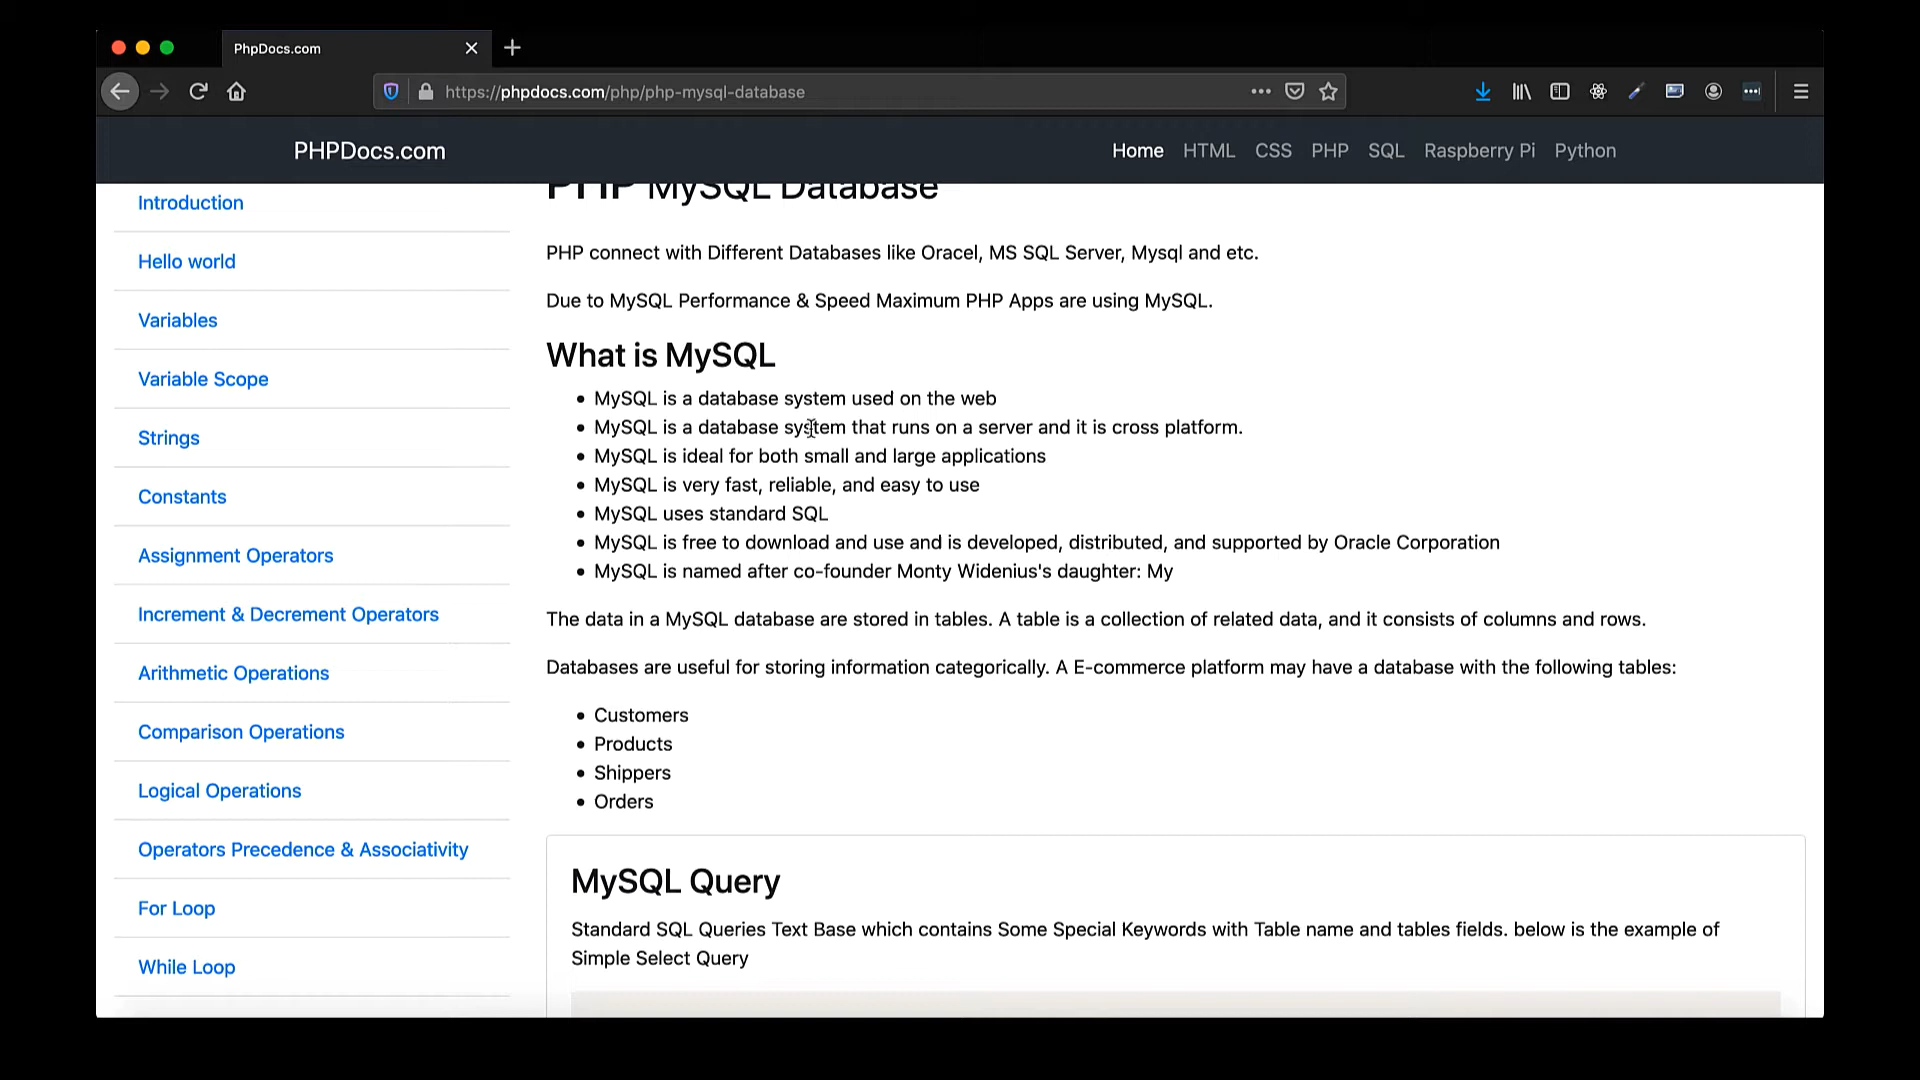 PhpDocs.com
https://phpdocs.com/php/php-mysql-database
PHPDocs.com
Home HTML CSS PHP SQL Raspberry Pi Python
Introduction
Hello world
Variables
Variable Scope
Strings
Constants
Assignment Operators
Increment & Decrement Operators
Arithmetic Operations
Comparison Operations
Logical Operations
Operators Precedence & Associativity
For Loop
While Loop
PHP MySQL Database
PHP connect with Different Databases like Oracel, MS SQL Server, Mysql and etc.
Due to MySQL Performance & Speed Maximum PHP Apps are using MySQL.
What is MySQL
MySQL is a database system used on the web
MySQL is a database system that runs on a server and it is cross platform.
MySQL is ideal for both small and large applications
MySQL is very fast, reliable, and easy to use
MySQL uses standard SQL
MySQL is free to download and use and is developed, distributed, and supported by Oracle Corporation
MySQL is named after co-founder Monty Widenius's daughter: My
The data in a MySQL database are stored in tables. A table is a collection of related data, and it consists of columns and rows.
Databases are useful for storing information categorically. A E-commerce platform may have a database with the following tables:
Customers
Products
Shippers
Orders
MySQL Query
Standard SQL Queries Text Base which contains Some Special Keywords with Table name and tables fields. below is the example of
Simple Select Query